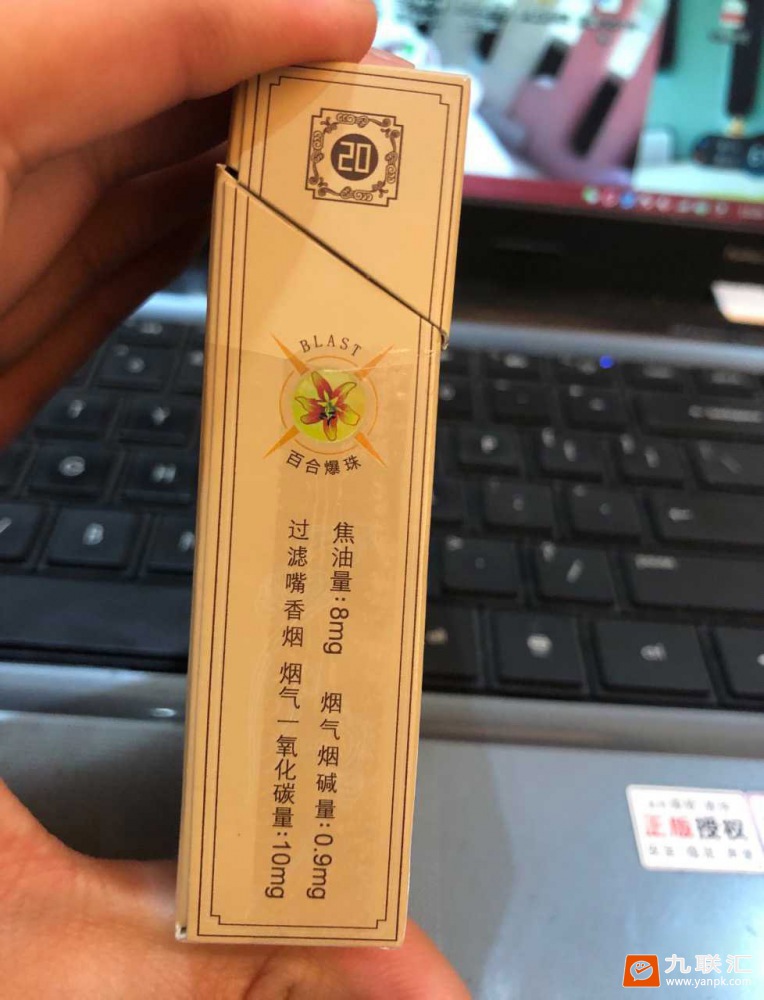 20
BLAST
百合爆珠
焦油量:8mg 烟气烟碱量:0.9mg
过滤嘴香烟 烟气一氧化碳量:10mg
正版授权
九联汇
www.yanpk.com